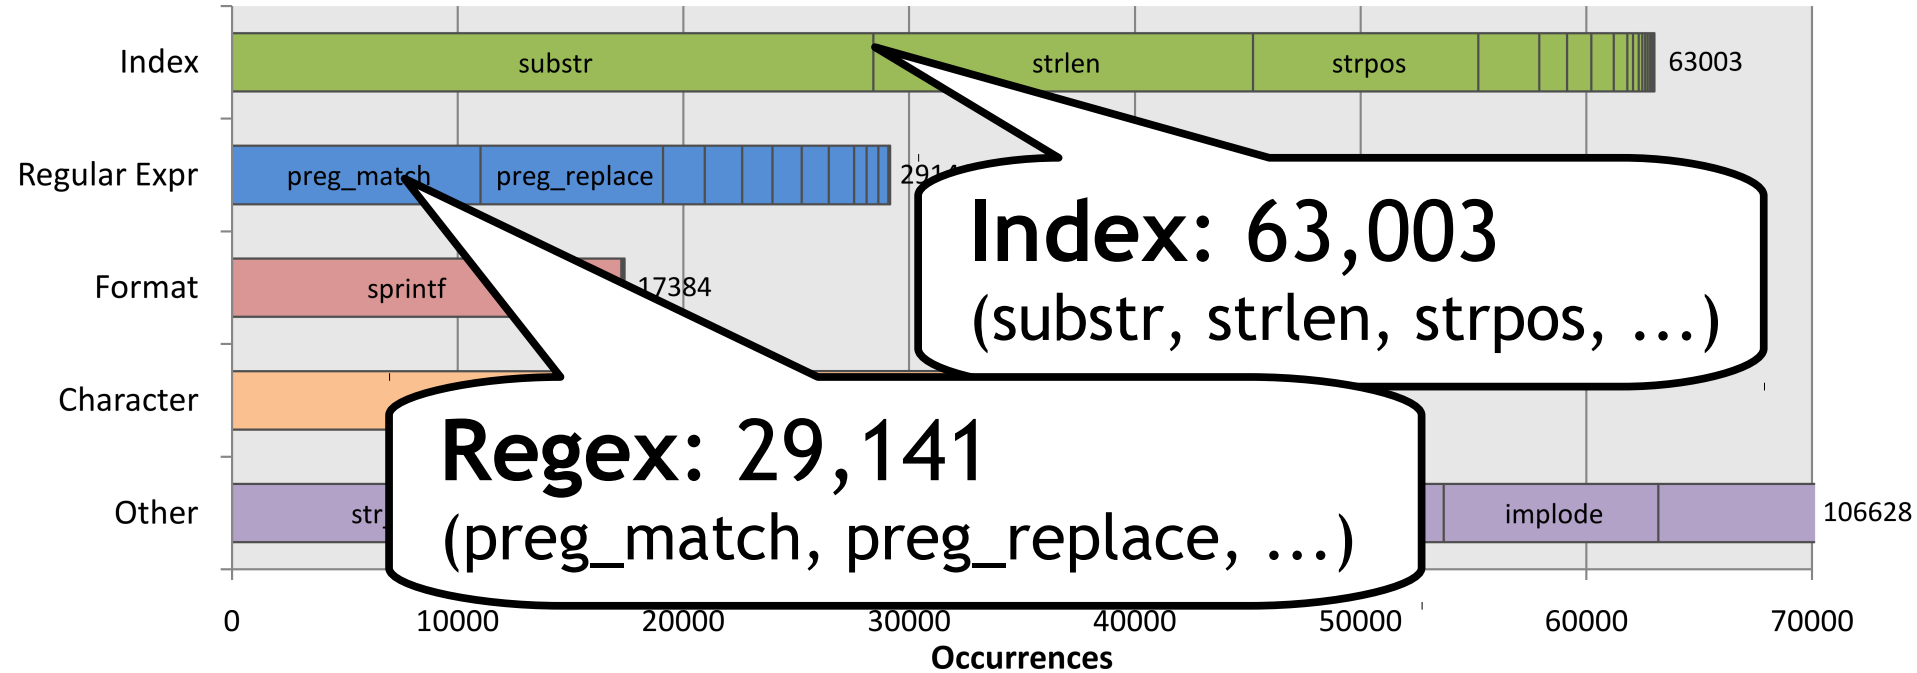 Index substr strlen strpos 63003
Regular Expr preg_match preg_replace
Index: 63,003
(substr, strlen, strpos, ...)
Format sprintf 17384
Character
Regex: 29,141
(preg_match, preg_replace, ...)
Other implode 106628
0 10000 20000 30000 40000 50000 60000 70000
Occurrences